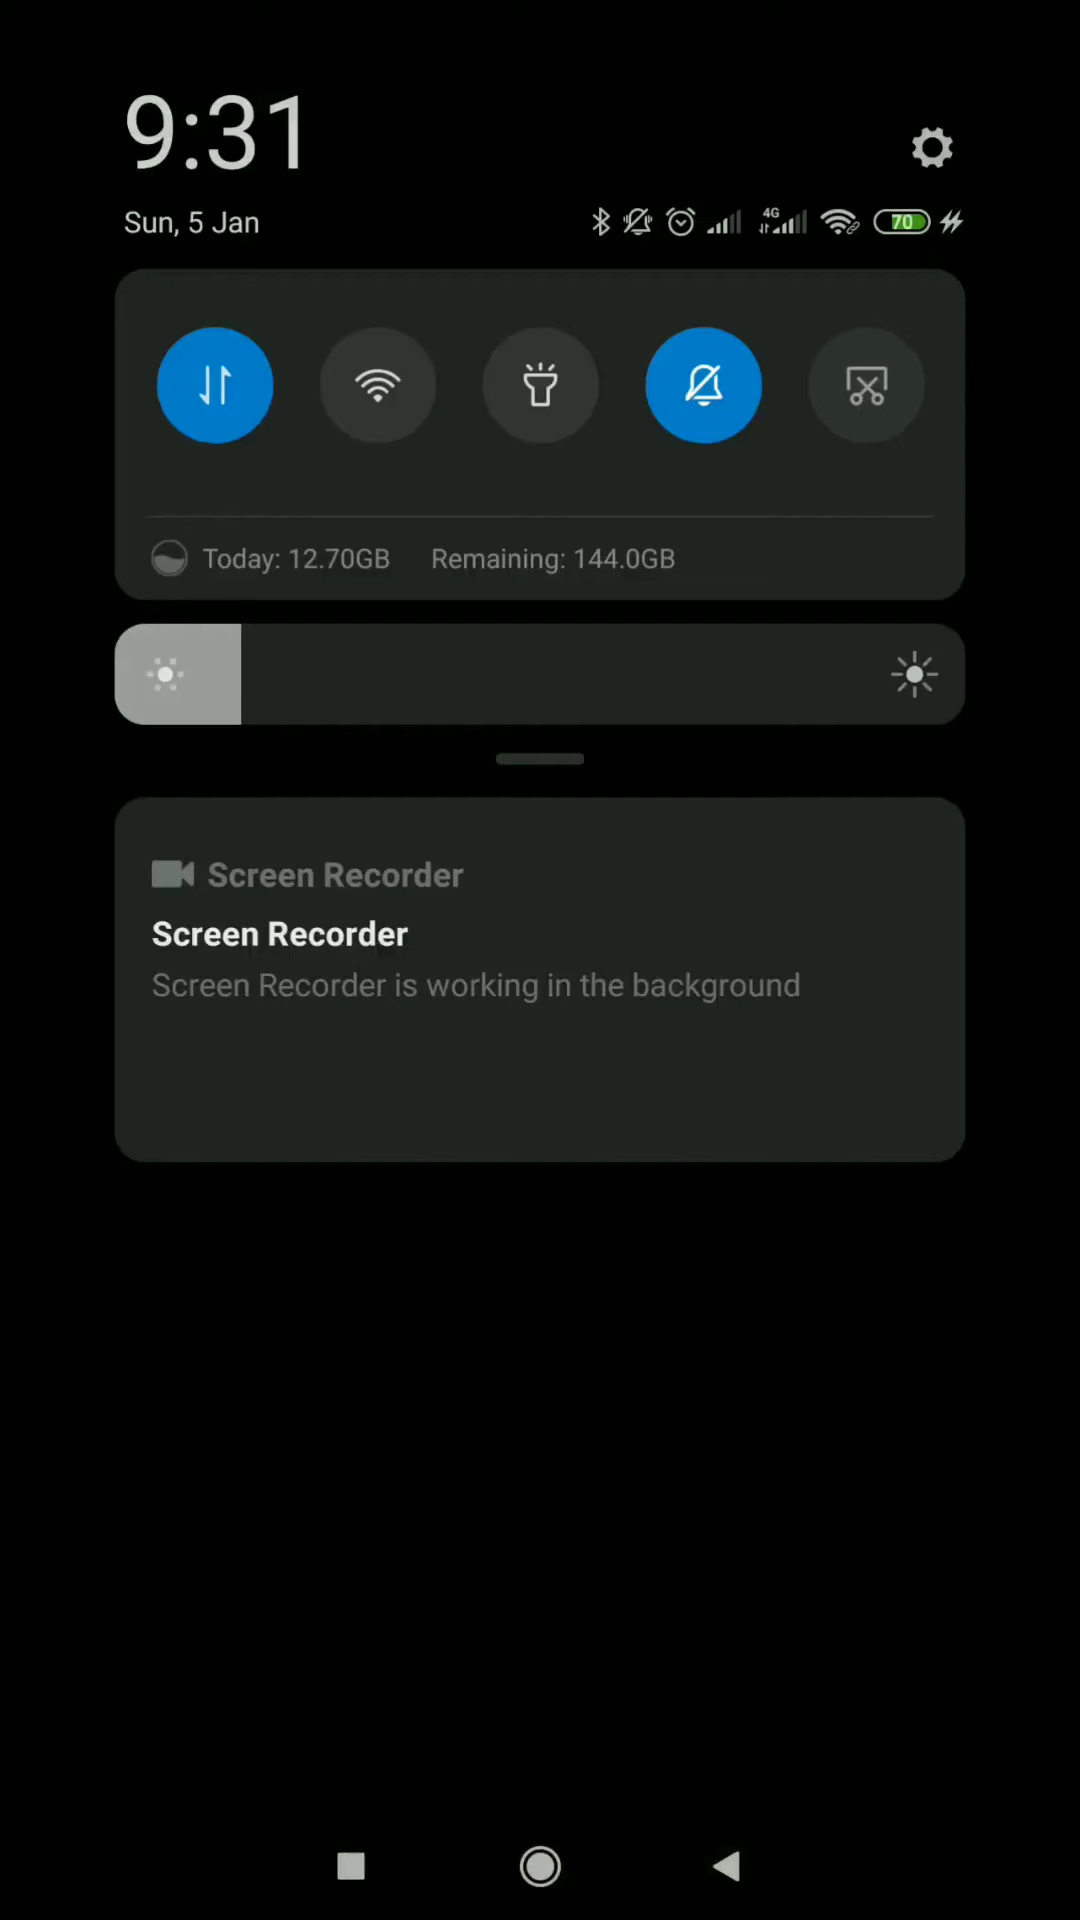 9:31
Sun, 5 Jan
4G
70
Today: 12.70GB Remaining: 144.0GB
Screen Recorder
Screen Recorder
Screen Recorder is working in the background